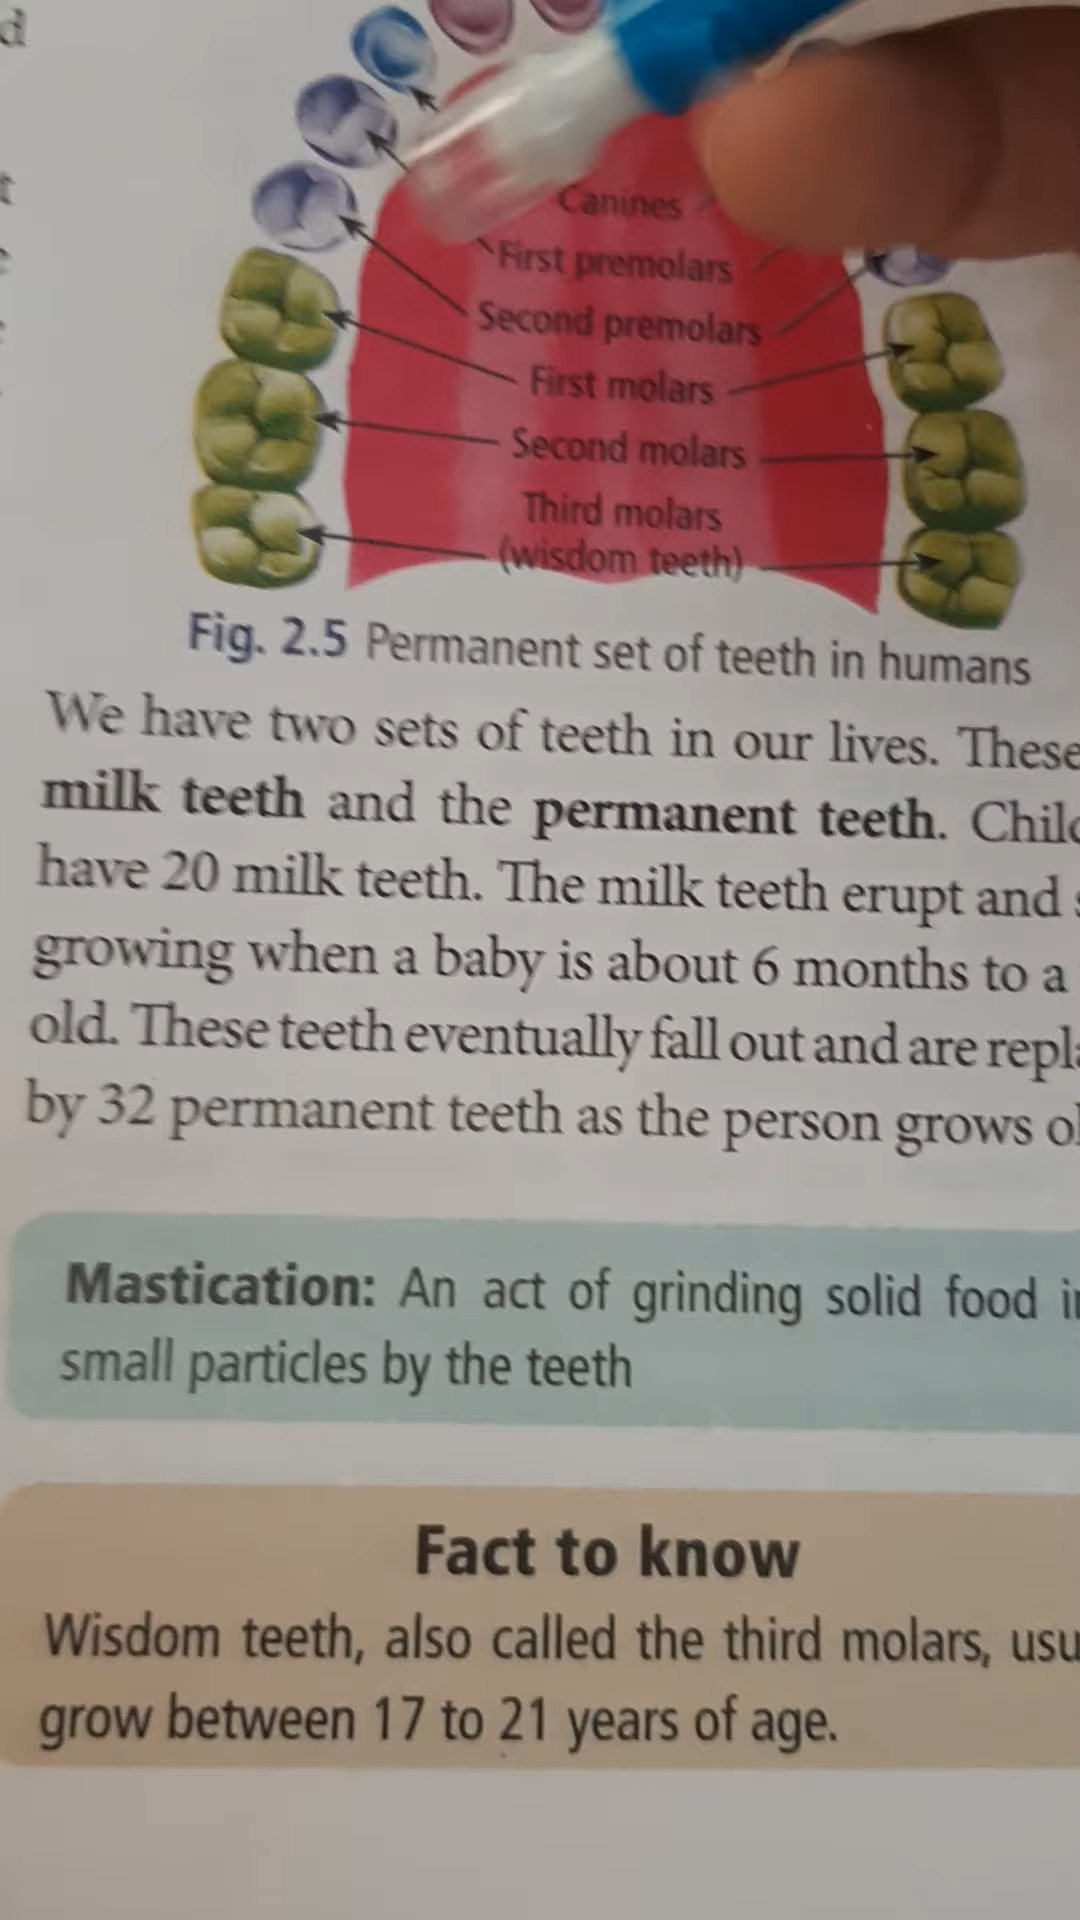 d
t
Canines
First premolars
Second premolars
First molars
Second molars
Third molars
(wisdom teeth)
Fig. 2.5 Permanent set of teeth in humans
We have two sets of teeth in our lives. These
milk teeth and the permanent teeth.
have 20 milk teeth. The milk teeth erupt and
growing when a baby is about 6 months to a
old. These teeth eventually fall out and are
by 32 permanent teeth as the person grows
Mastication: An act of grinding solid food
small particles by the teeth
Fact to know
Wisdom teeth, also called the third molars,
grow between 17 to 21 years of age.